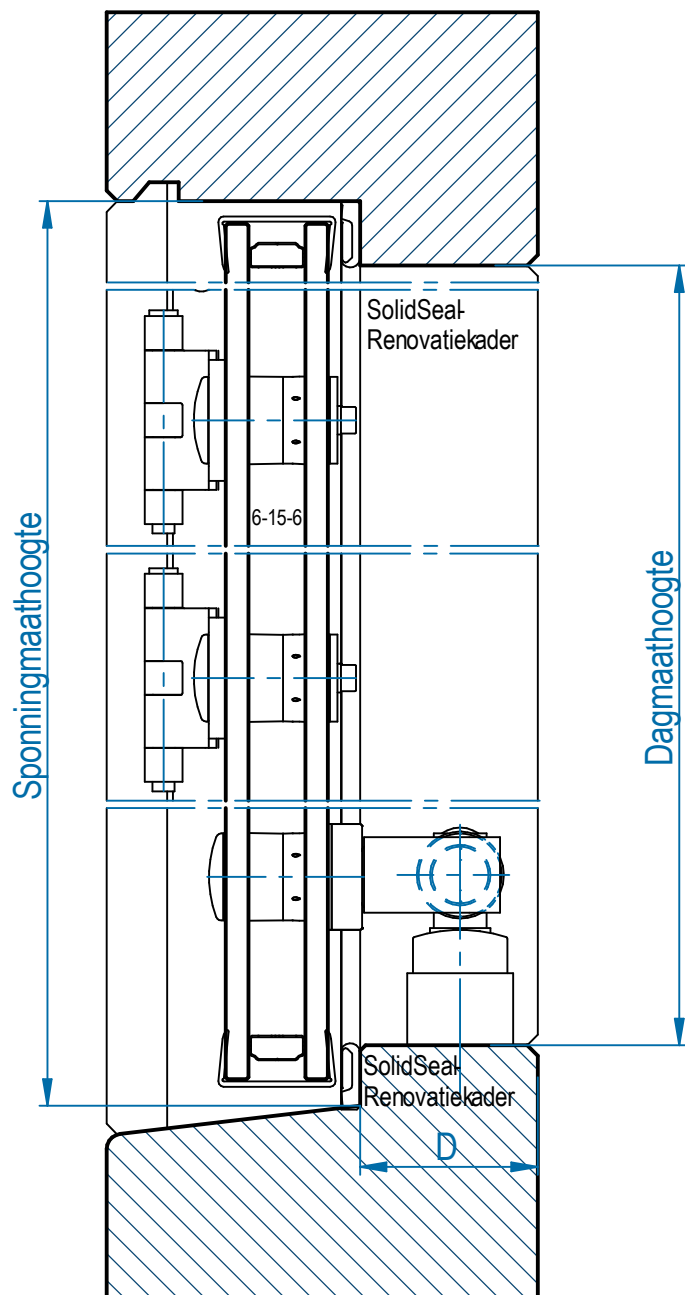 SolidSeal-
Renovatiekader
6-15-6
Sponningmaathoogte
Dagmaathoogte
SolidSeal-
Renovatiekader
D